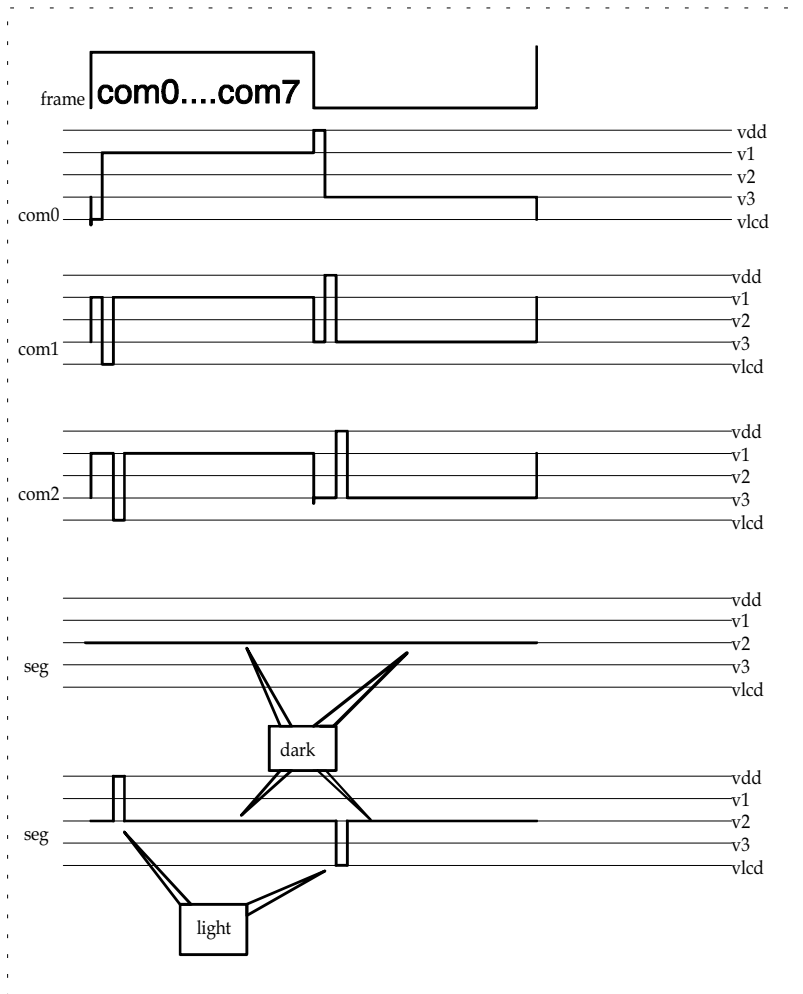 frame com0....com7
vdd
v1
v2
v3
com0 vlcd
vdd
v1
v2
v3
com1
vlcd
vdd
v1
v2
com2 v3
vlcd
vdd
v1
v2
seg v3
vlcd
dark
vdd
v1
v2
seg
v3
vlcd
light